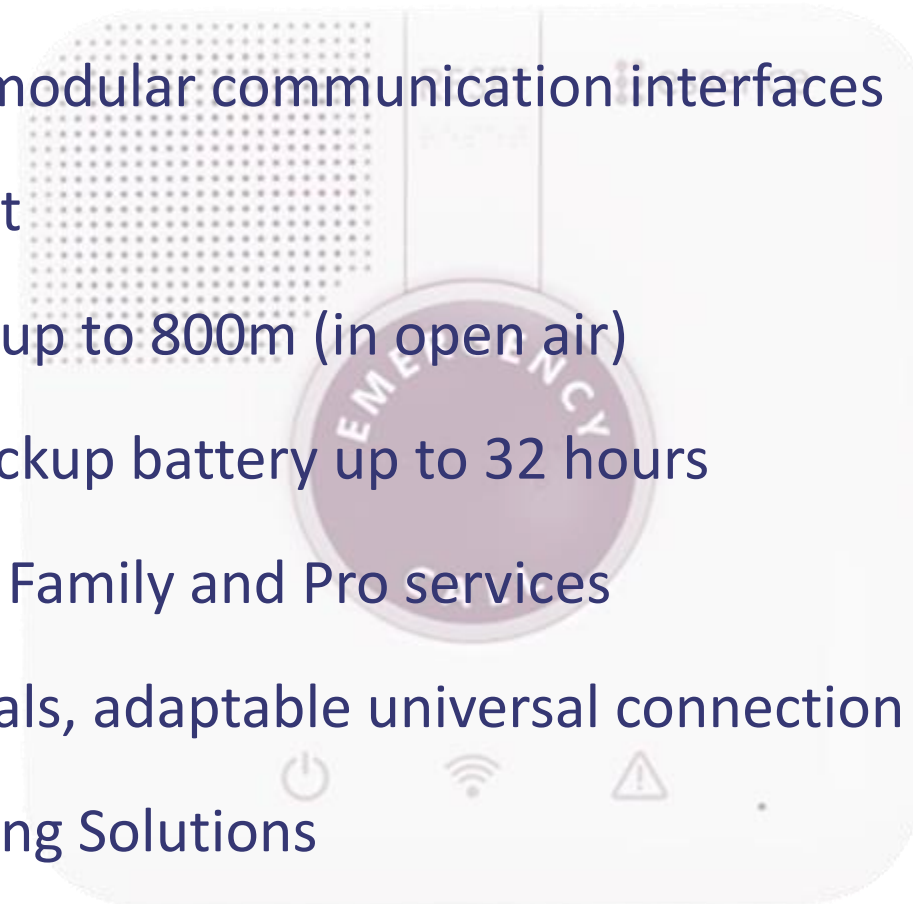 modular communication interfaces
t
up to 800m (in open air)
ckup battery up to 32 hours
EMERGENCY
Family and Pro services
als, adaptable universal connection
ng Solutions